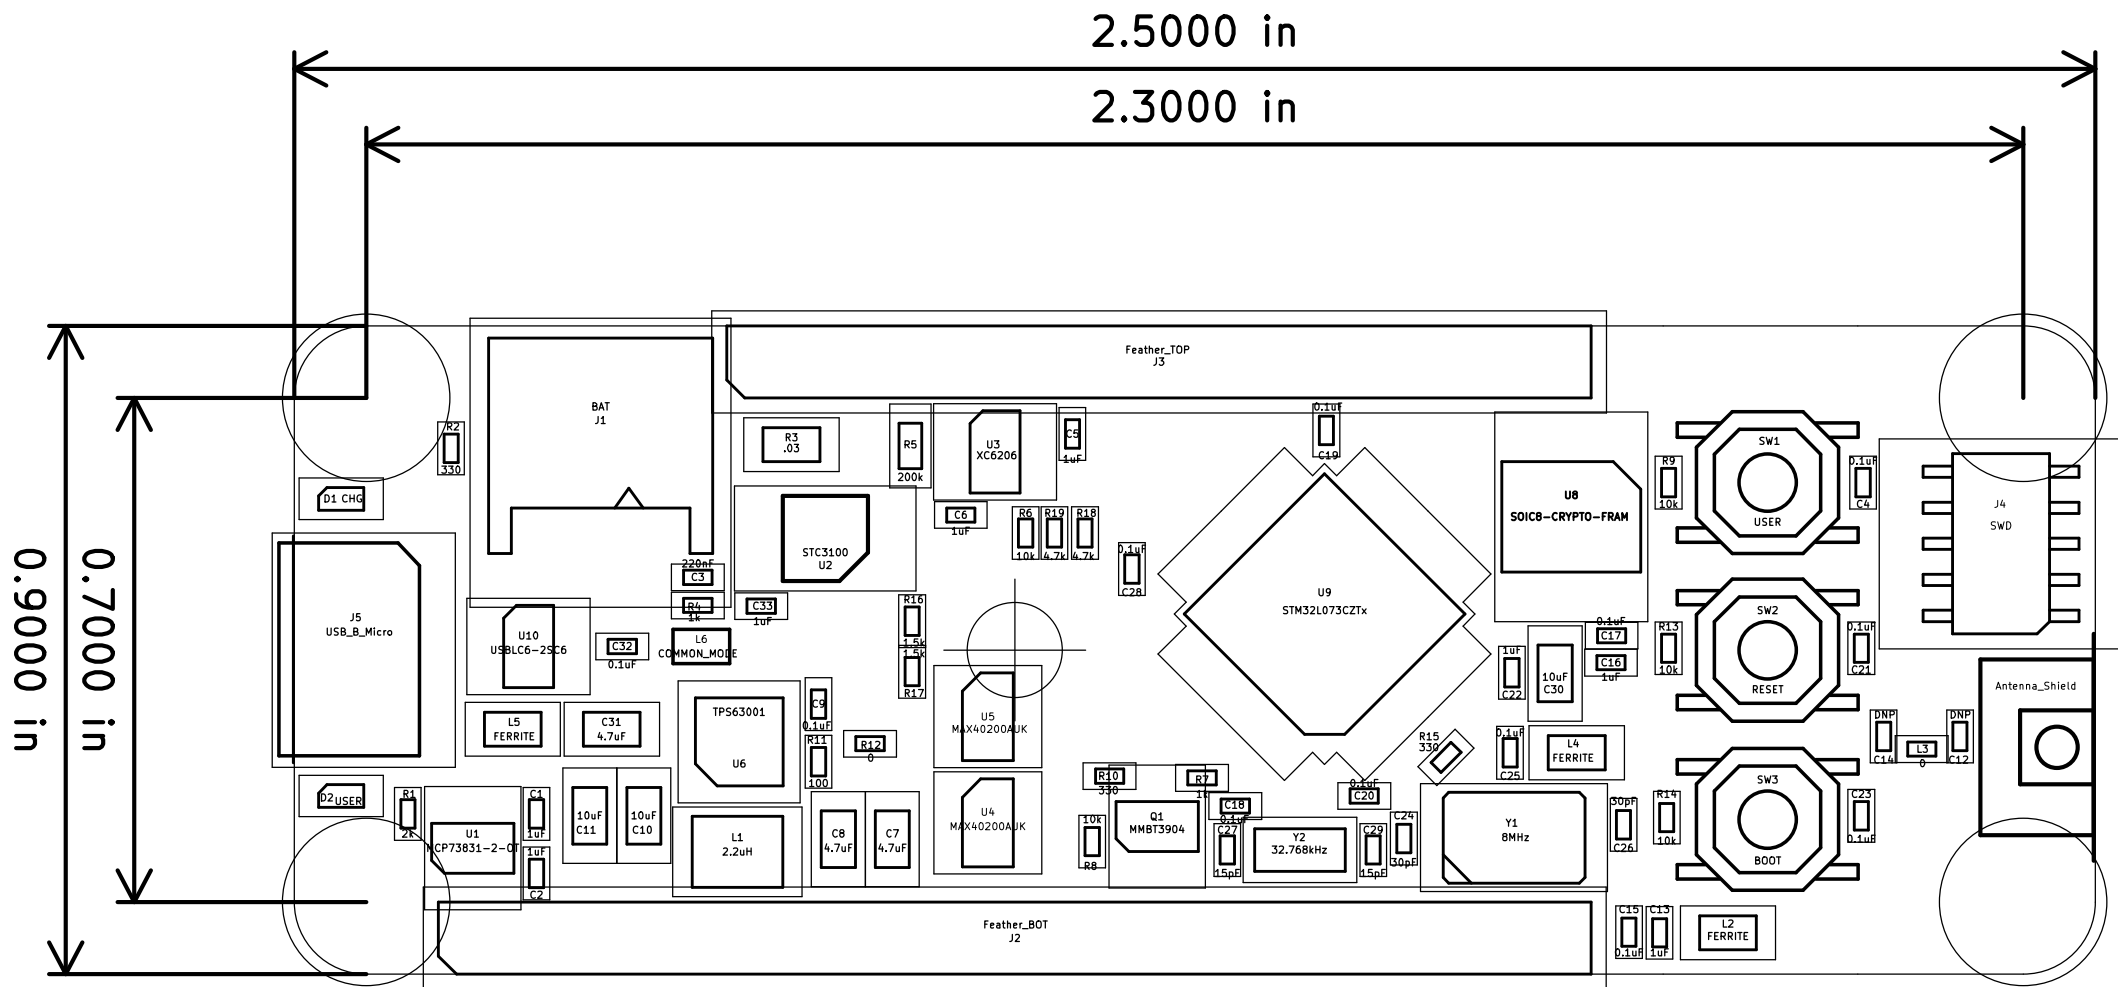 2.5000 in
2.3000 in
0.9000 in
0.7000 in
Feather_TOP
J3
BAT
J1
R2
330
R3
.03
R5
200k
U3
XC6206
C5
1uF
0.1uF
C19
SW1
USER
R9
10k
0.1uF
C4
J4
SWD
D1 CHG
U8
SOIC8-CRYPTO-FRAM
STC3100
U2
C6
1uF
R6
10k
R19
4.7k
R18
4.7k
0.1uF
C28
220nF
C3
R4
1k
C33
1uF
R16
1.5k
1.5k
R17
U9
STM32L073CZTx
J5
USB_B_Micro
U10
USBLC6-2SC6
C32
0.1uF
L6
COMMON_MODE
0.1uF
C17
C16
1uF
1uF
C22
10uF
C30
SW2
RESET
R13
10k
0.1uF
C21
Antenna_Shield
L5
FERRITE
C31
4.7uF
TPS63001
U6
C9
0.1uF
R11
100
R12
0
U5
MAX40200AUK
R15
330
0.1uF
C25
L4
FERRITE
DNP
C14
L3
0
DNP
C12
D2 USER
R1
2k
C1
1uF
U1
MCP73831-2-OT
1uF
C2
10uF
C11
10uF
C10
L1
2.2uH
C8
4.7uF
C7
4.7uF
U4
MAX40200AUK
R10
330
R7
1k
C18
0.1uF
10k
R8
Q1
MMBT3904
C27
15pF
Y2
32.768kHz
0.1uF
C20
C29
15pF
C24
30pF
Y1
8MHz
30pF
C26
R14
10k
SW3
BOOT
C23
0.1uF
Feather_BOT
J2
C15
0.1uF
C13
1uF
L2
FERRITE